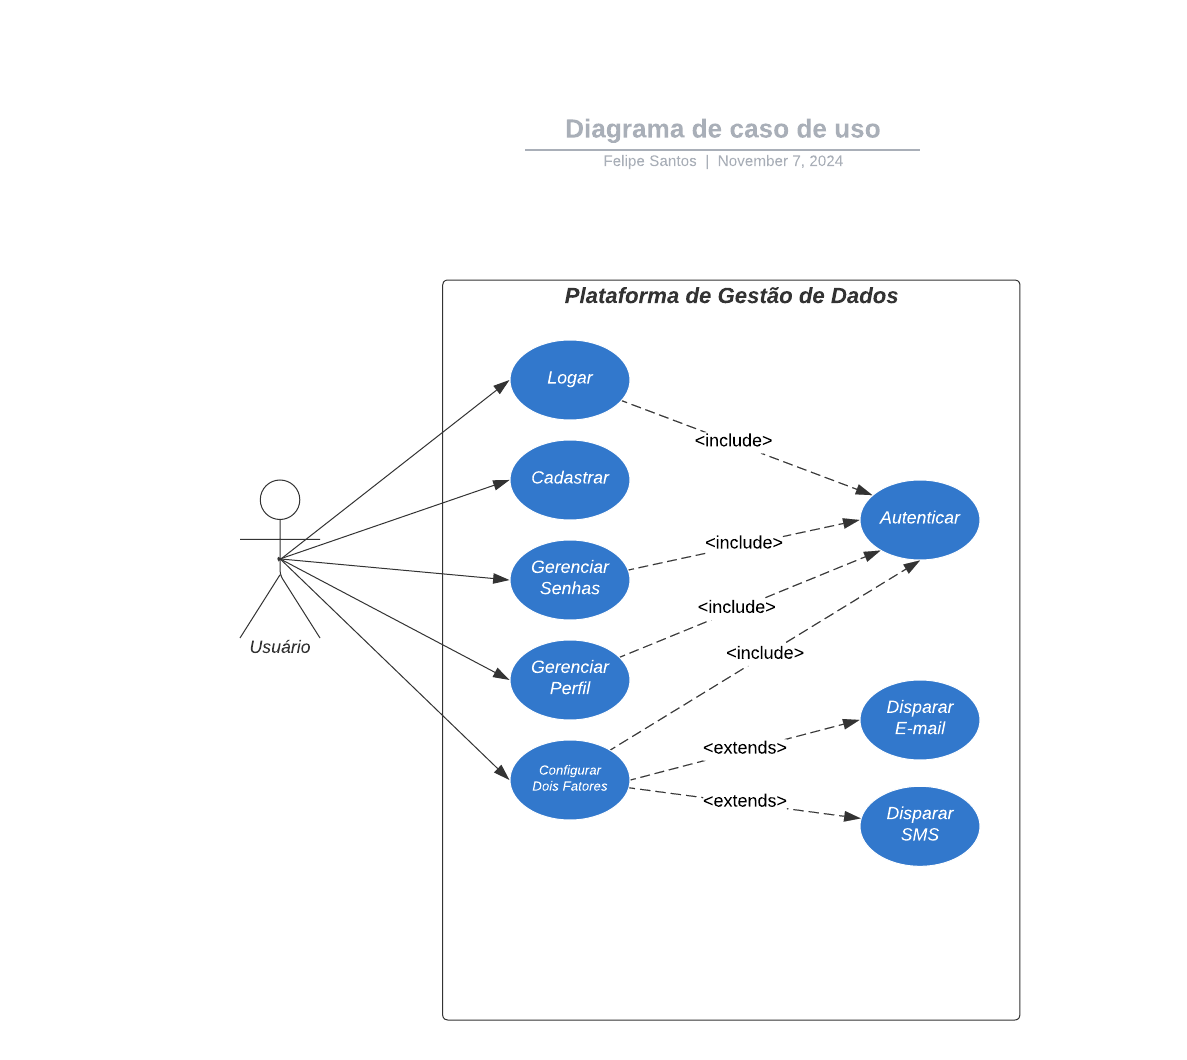 Diagrama de caso de uso
Felipe Santos | November 7, 2024
Plataforma de Gestão de Dados
Logar
<include>
Cadastrar
Autenticar
<include>
Gerenciar
Senhas
<include>
Usuário
<include>
Gerenciar
Perfil
Disparar
E-mail
<extends>
Configurar
Dois Fatores
<extends>
Disparar
SMS